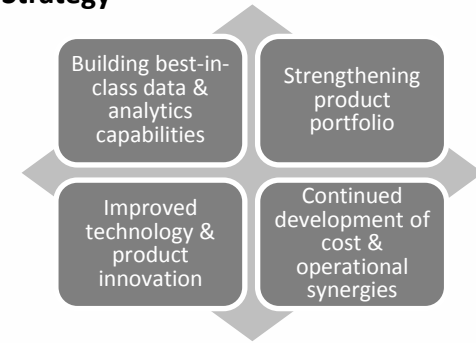 Strategy
Building best-in-
class data &
analytics
capabilities
Strengthening
product
portfolio
Improved
technology &
product
innovation
Continued
development of
cost &
operational
synergies